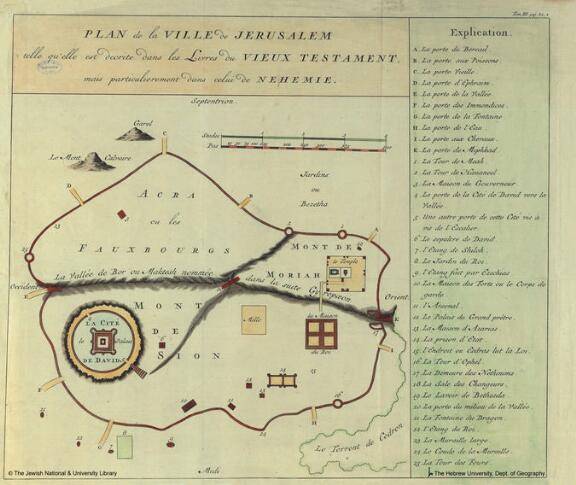 Tom. III pag. 82. 1
PLAN de la VILLE de JERUSALEM
telle qu'elle est decrite dans les Livres du VIEUX TESTAMENT,
mais particulierement dans celui de NEHEMIE.
Septentrion
Garel
Le Mont Calvaire
Stades
Pas
Jardins
ou
Bezetha
ACRA
ou les
FAUXBOURGS
MONT DE
MORIAH
le Temple
La Vallée de Bor ou Maktash nommée
dans la suite
Occident
Orient
MONT
DE
SION
LA CITÉ
le Palais
DE DAVID
Mille
la Maison
du Roi
Le Torrent de Cedron
Midi
Explication.
A. La porte du Bercail.
B. La porte aux Poissons.
C. La porte Vieille
D. La porte d'Ephraim.
E. La porte de la Vallée.
F. La porte des Immondices.
G. La porte de la Fontaine
H. La porte de l'Eau.
I. La porte aux Chevaux.
K. La porte de Miphkad.
1. La Tour de Meah.
2. La Tour de Hananeel.
3. La Maison du Gouverneur
4. La porte de la Cité de David vers la
Vallée.
5. Une autre porte de cette Cité vis à
vis de l'Escalier.
6. Le sepulcre de David.
7. l'Etang de Shiloh.
8. Le Jardin du Roi.
9. l'Etang fait par Ezechias
10. La Maison des Forts ou le Corps de
garde.
11. l'Arsenal.
12. Le Palais du Grand prêtre.
13. La Maison d'Azarias.
14. La prison d'Etat.
15. l'Endroit ou Esdras lut la Loi.
16. La Tour d'Ophel.
17. La Demeure des Néthinims
18. La Sale des Changeurs.
19. Le Lavoir de Bethseda
20. La porte du milieu de la Vallée.
21. La Fontaine du Dragon
22. l'Etang du Roi.
23. La Muraille large.
24. Le Coude de la Muraille.
25. La Tour des Fours
© The Jewish National & University Library
© The Hebrew University, Dept. of Geography.